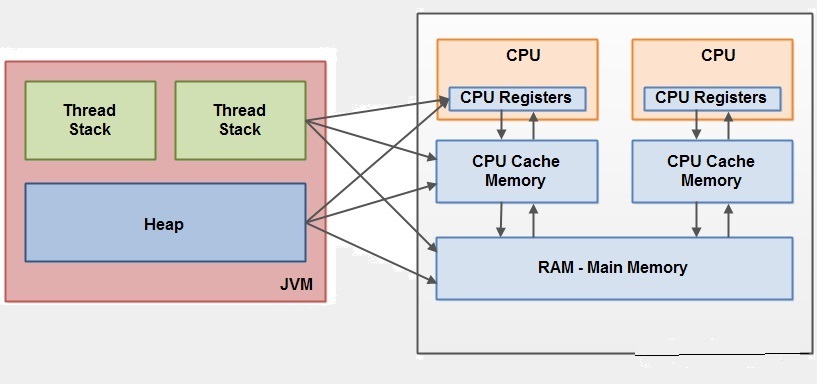 Thread
Stack
Thread
Stack
Heap
JVM
CPU
CPU Registers
CPU Cache
Memory
CPU
CPU Registers
CPU Cache
Memory
RAM - Main Memory